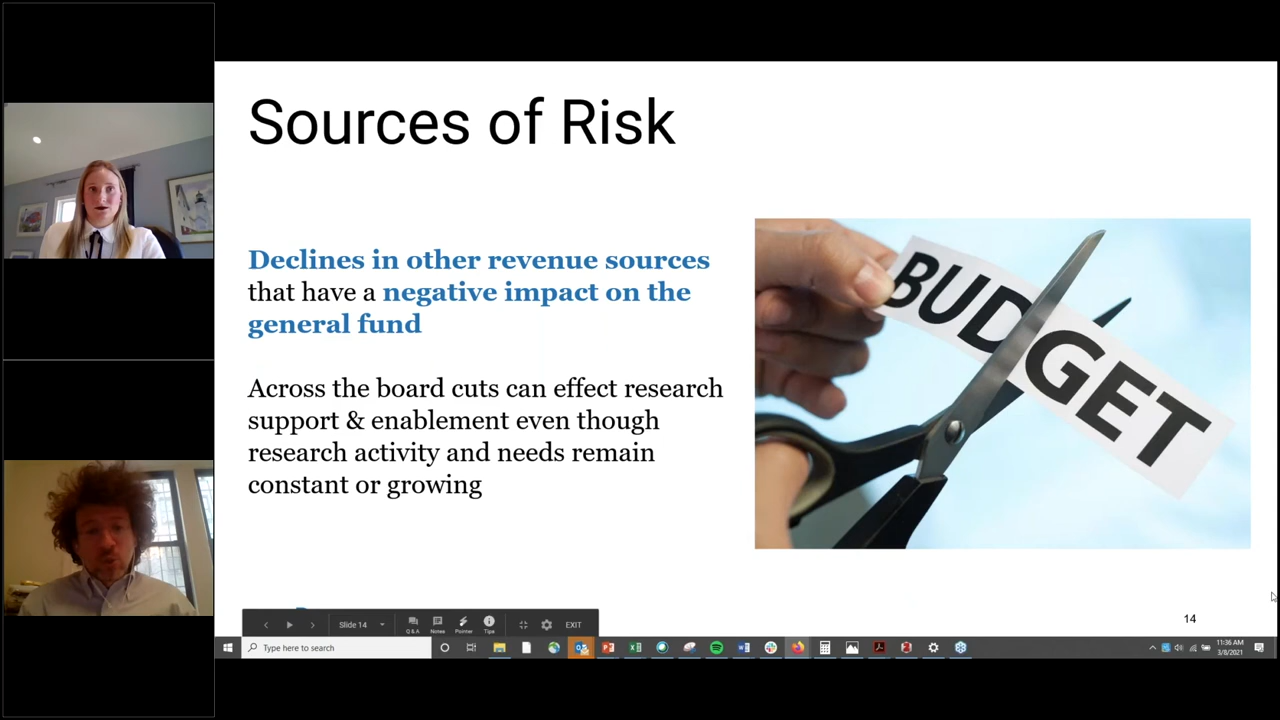 Sources of Risk
Declines in other revenue sources
that have a negative impact on the
general fund
Across the board cuts can effect research
support & enablement even though
research activity and needs remain
constant or growing
BUDGET
14
Slide 14
Q & A
Notes
Pointer
Tips
EXIT
Type here to search
11:36 AM
3/8/2021